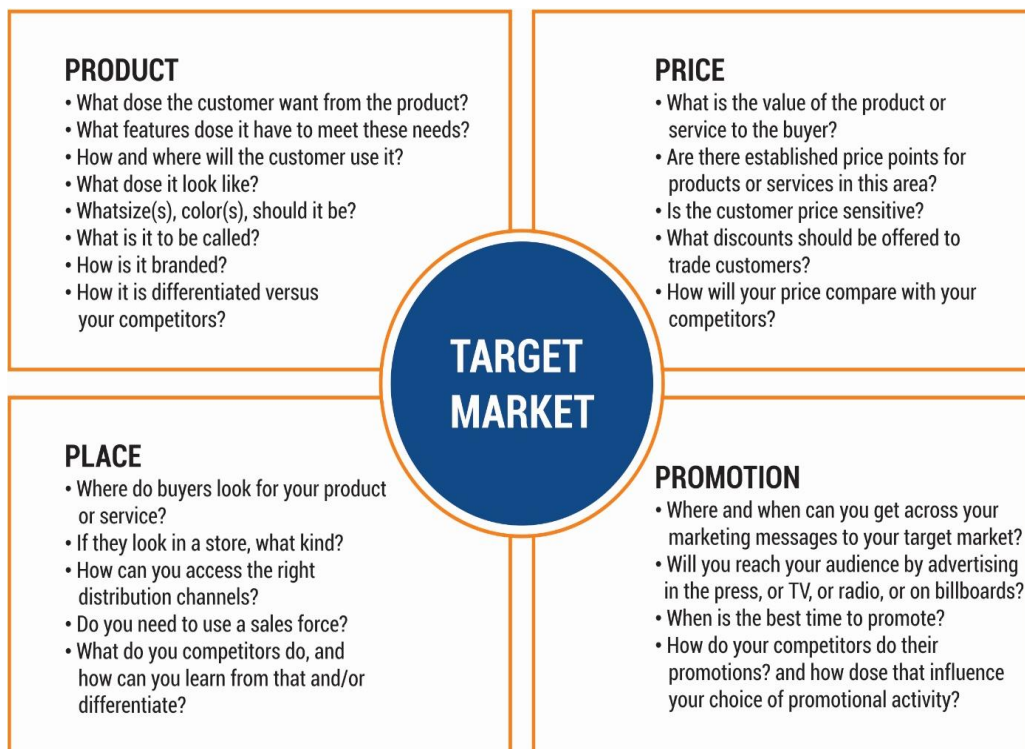 PRODUCT
• What dose the customer want from the product?
• What features dose it have to meet these needs?
• How and where will the customer use it?
• What dose it look like?
• Whatsize(s), color(s), should it be?
• What is it to be called?
• How is it branded?
• How it is differentiated versus
your competitors?
PRICE
• What is the value of the product or
service to the buyer?
• Are there established price points for
products or services in this area?
• Is the customer price sensitive?
• What discounts should be offered to
trade customers?
• How will your price compare with your
competitors?
TARGET
MARKET
PLACE
• Where do buyers look for your product
or service?
• If they look in a store, what kind?
• How can you access the right
distribution channels?
• Do you need to use a sales force?
• What do you competitors do, and
how can you learn from that and/or
differentiate?
PROMOTION
• Where and when can you get across your
marketing messages to your target market?
• Will you reach your audience by advertising
in the press, or TV, or radio, or on billboards?
• When is the best time to promote?
• How do your competitors do their
promotions? and how dose that influence
your choice of promotional activity?